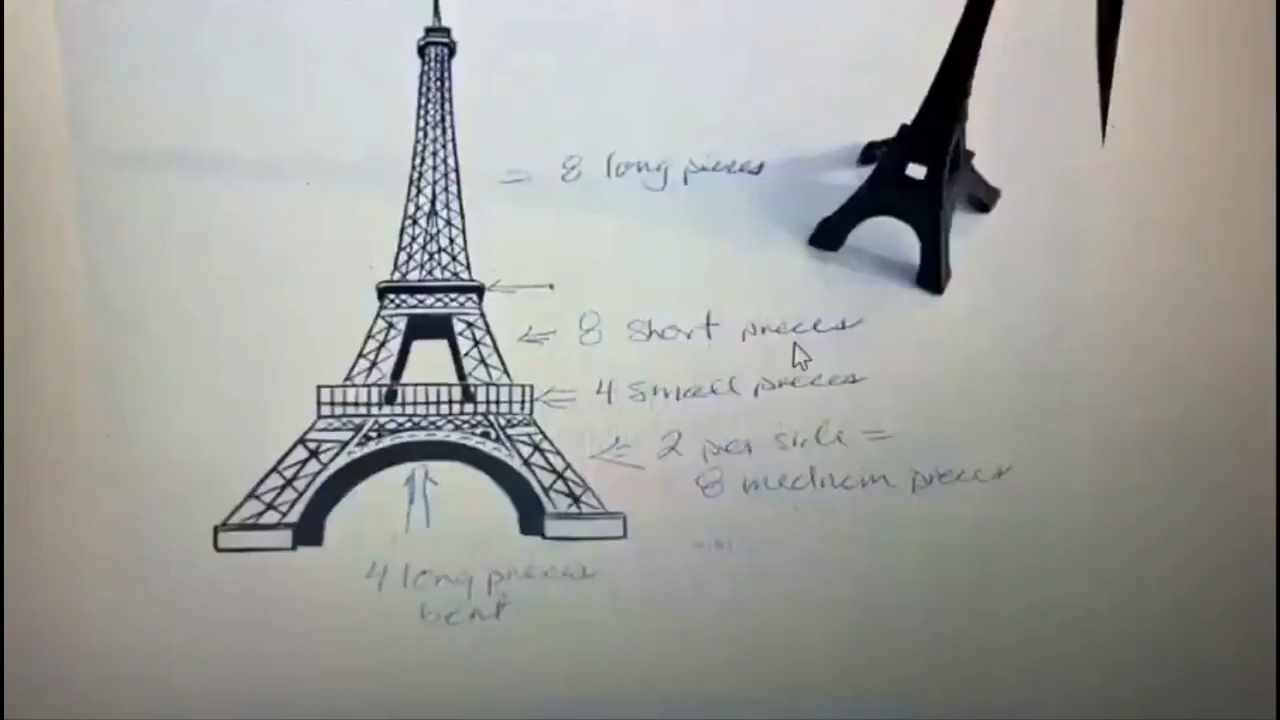 = 8 long pieces
8 short pieces
4 small pieces
2 per side =
8 medium pieces
4 long pieces
bent